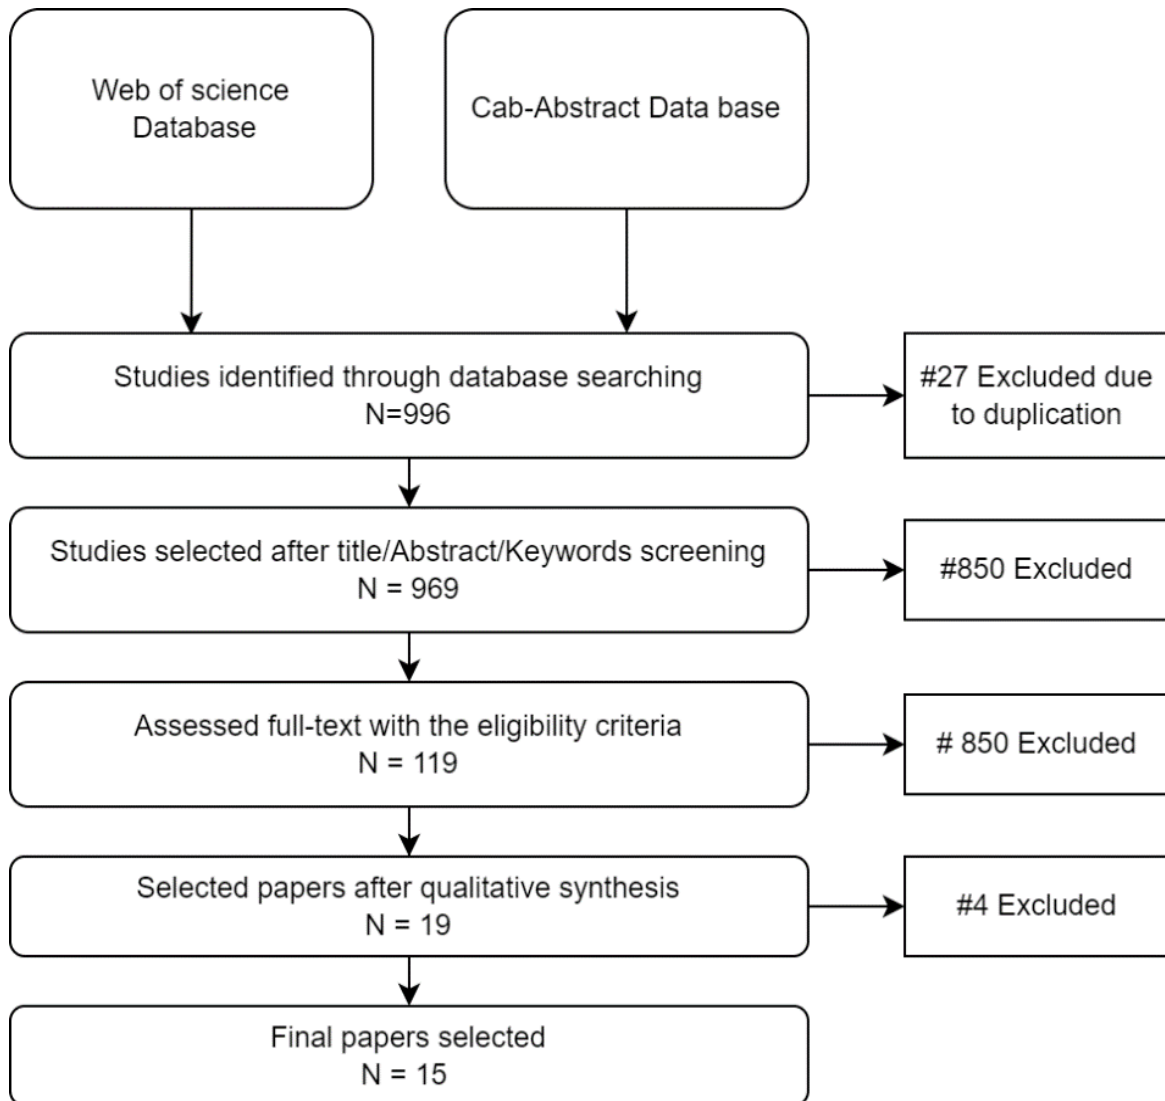 Web of science
Database
Cab-Abstract Data base
Studies identified through database searching
N=996
#27 Excluded due
to duplication
Studies selected after title/Abstract/Keywords screening
N = 969
#850 Excluded
Assessed full-text with the eligibility criteria
N = 119
# 850 Excluded
Selected papers after qualitative synthesis
N = 19
#4 Excluded
Final papers selected
N = 15